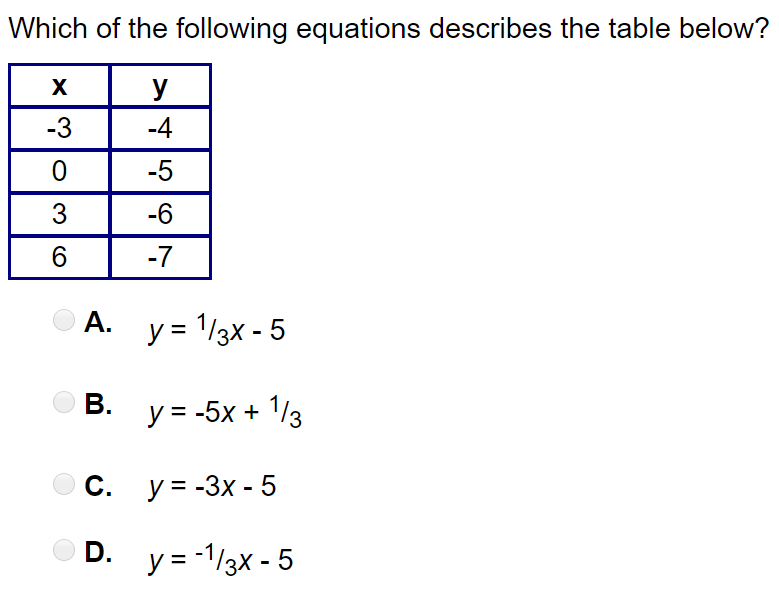 Which of the following equations describes the table below?
x y
-3 -4
0 -5
3 -6
6 -7
A. y = 1/3x - 5
B. y = -5x + 1/3
C. y = -3x - 5
D. y = -1/3x - 5